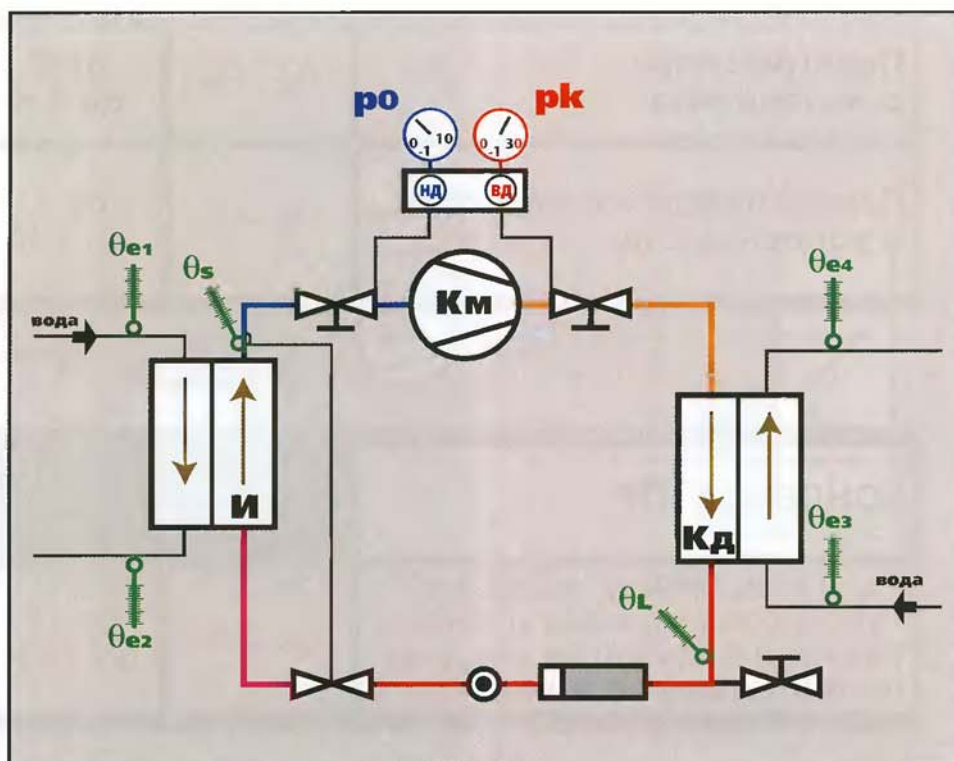 po
pk
0 -1 10
0 -1 30
НД
ВД
θe1
θs
θe4
вода
Км
И
Кд
θe3
вода
θe2
θL